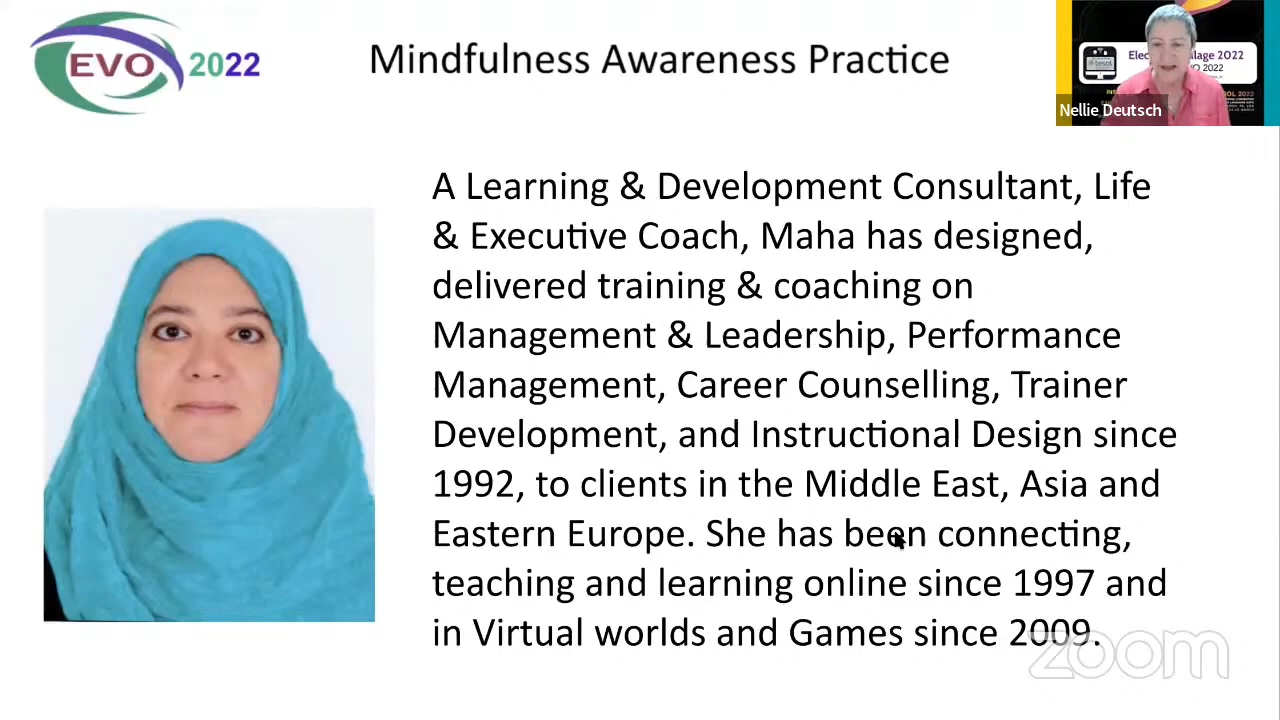 EVO 2022
Mindfulness Awareness Practice
Nellie Deutsch
A Learning & Development Consultant, Life
& Executive Coach, Maha has designed,
delivered training & coaching on
Management & Leadership, Performance
Management, Career Counselling, Trainer
Development, and Instructional Design since
1992, to clients in the Middle East, Asia and
Eastern Europe. She has been connecting,
teaching and learning online since 1997 and
in Virtual worlds and Games since 2009.
zoom